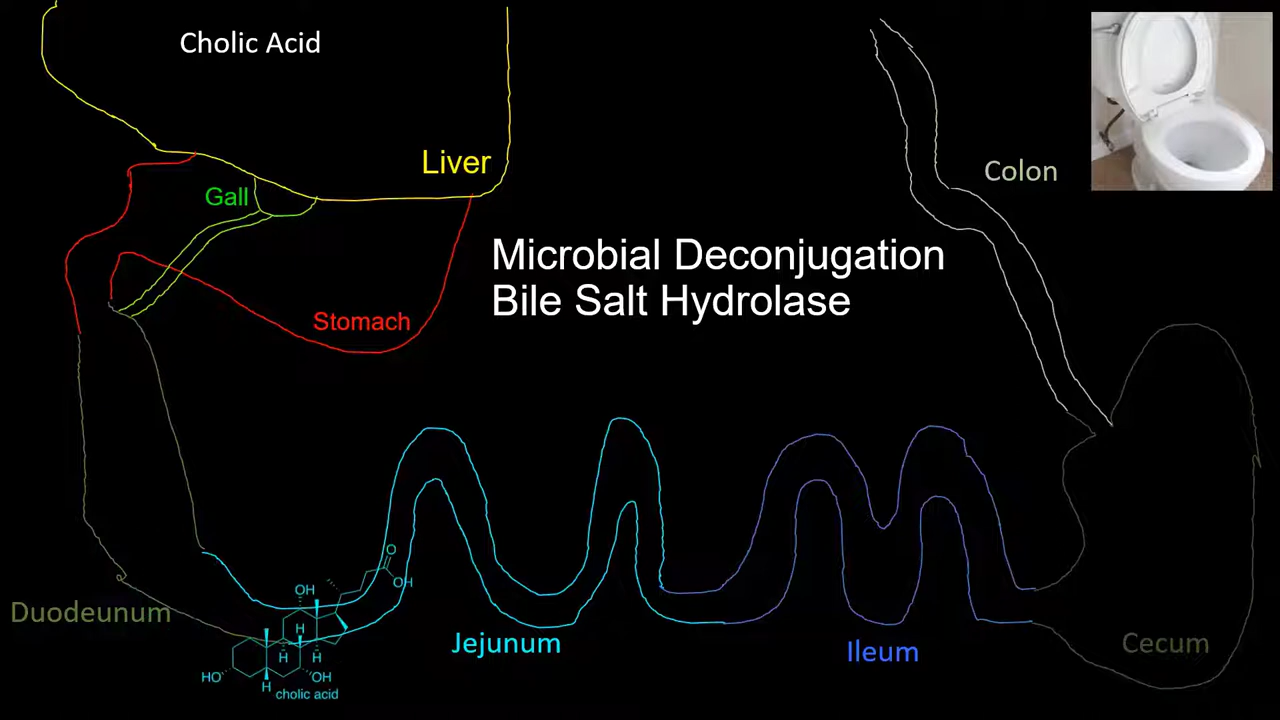 Cholic Acid
Liver
Gall
Colon
Microbial Deconjugation
Bile Salt Hydrolase
Stomach
O
OH
OH
H
H
H
HO
OH
H
cholic acid
Duodeunum
Jejunum
Ileum
Cecum